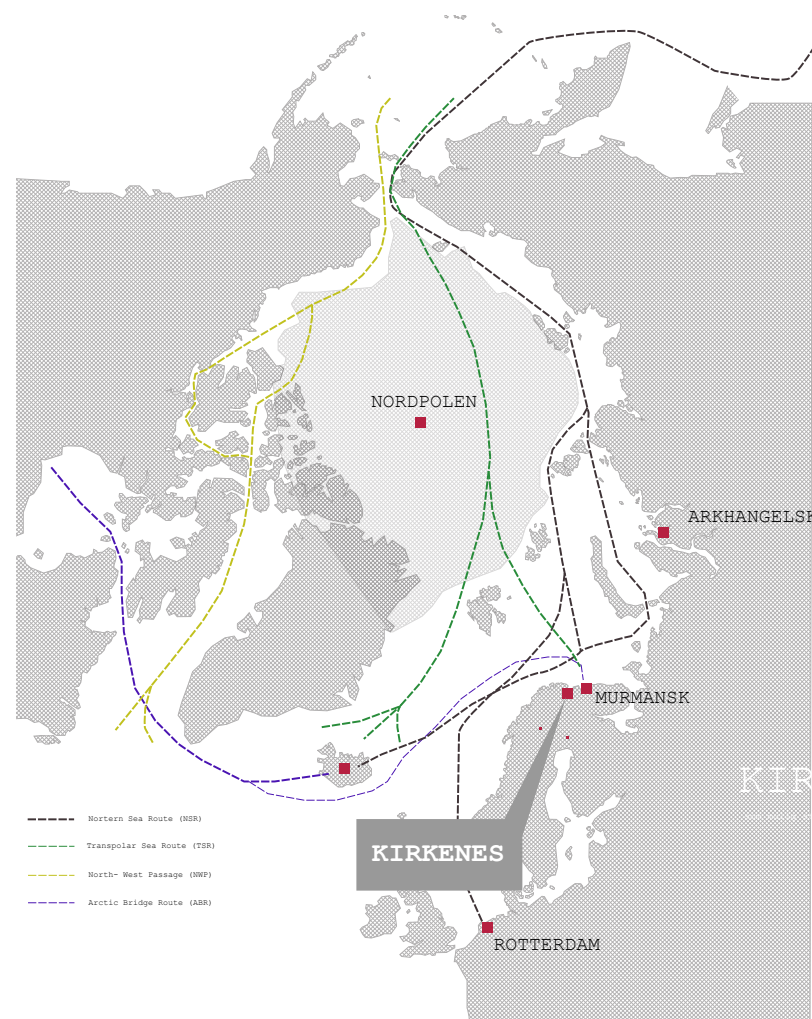 NORDPOLEN
ARKHANGELSK
MURMANSK
KIR
KIRKENES
ROTTERDAM
Nortern Sea Route (NSR)
Transpolar Sea Route (TSR)
North- West Passage (NWP)
Arctic Bridge Route (ABR)